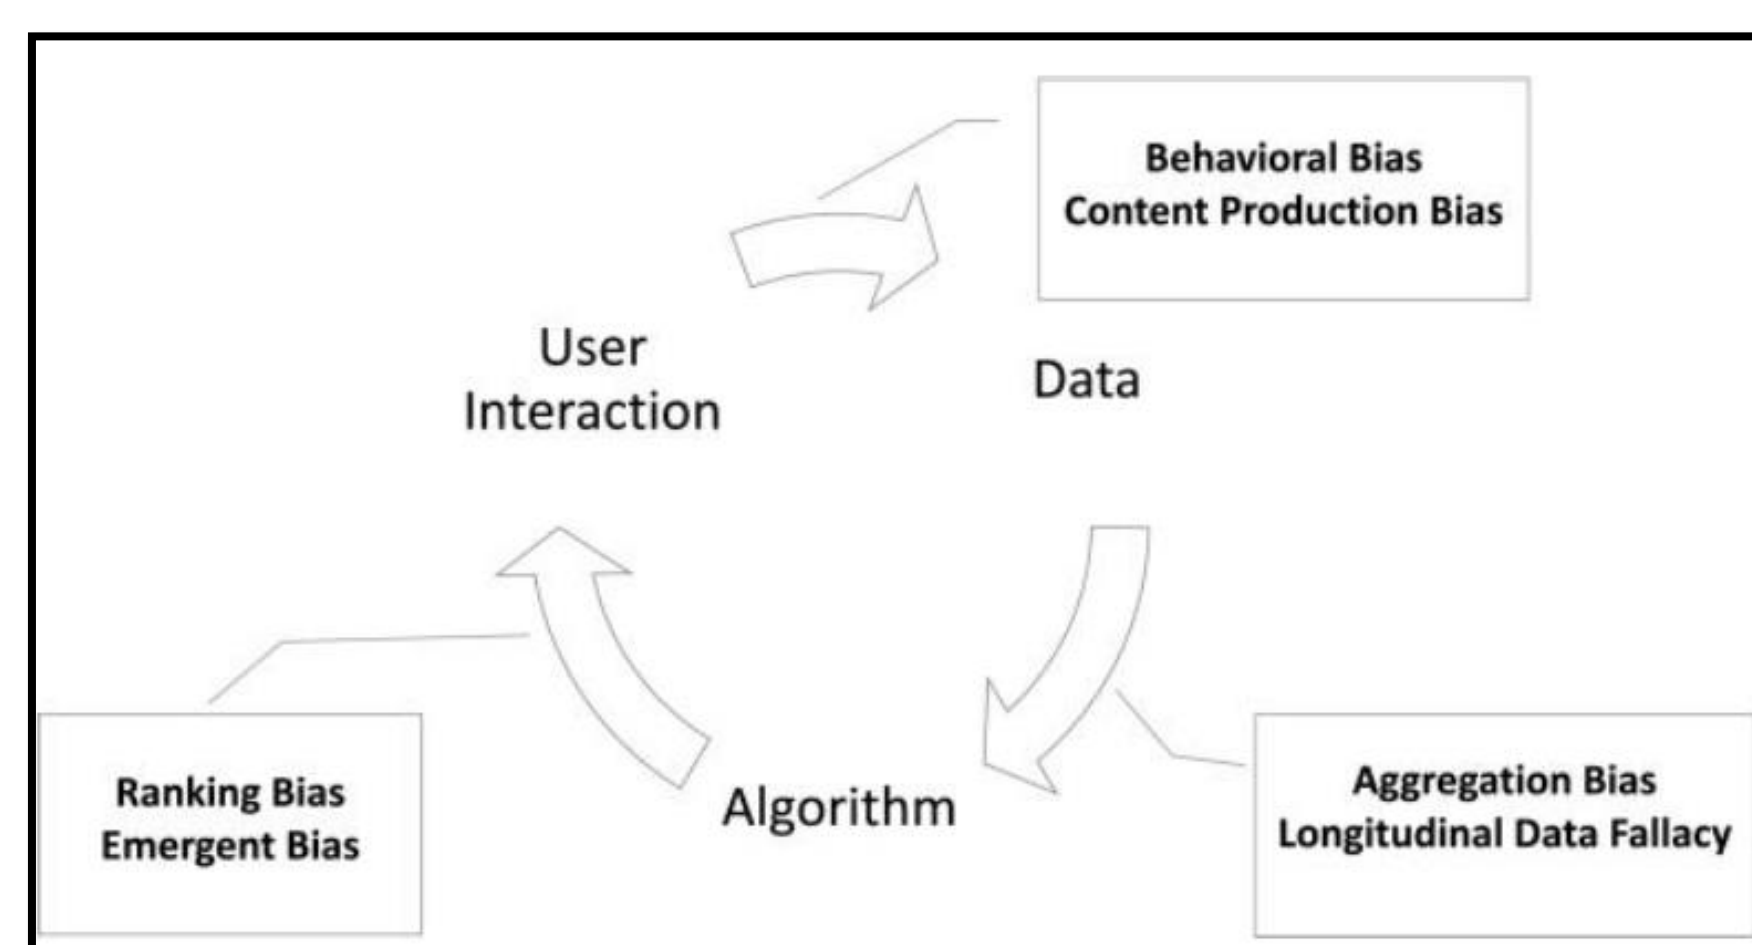 Behavioral Bias
Content Production Bias
User
Interaction
Data
Algorithm
Ranking Bias
Emergent Bias
Aggregation Bias
Longitudinal Data Fallacy